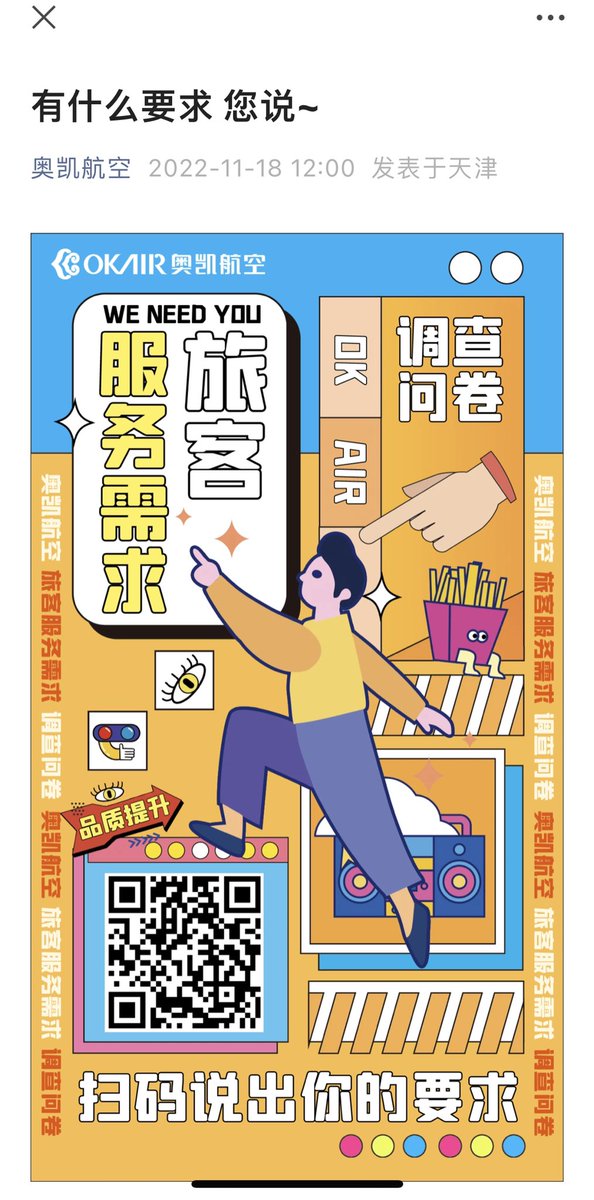 有什么要求 您说~
奥凯航空 2022-11-18 12:00 发表于天津
OKAIR 奥凯航空
WE NEED YOU
旅客
服务需求
OK AIR
调查
问卷
奥凯航空 旅客服务需求 调查问卷 奥凯航空 旅客服务需求 调查问卷
奥凯航空 旅客服务需求 调查问卷 奥凯航空 旅客服务需求 调查问卷
品质提升
扫码说出你的要求